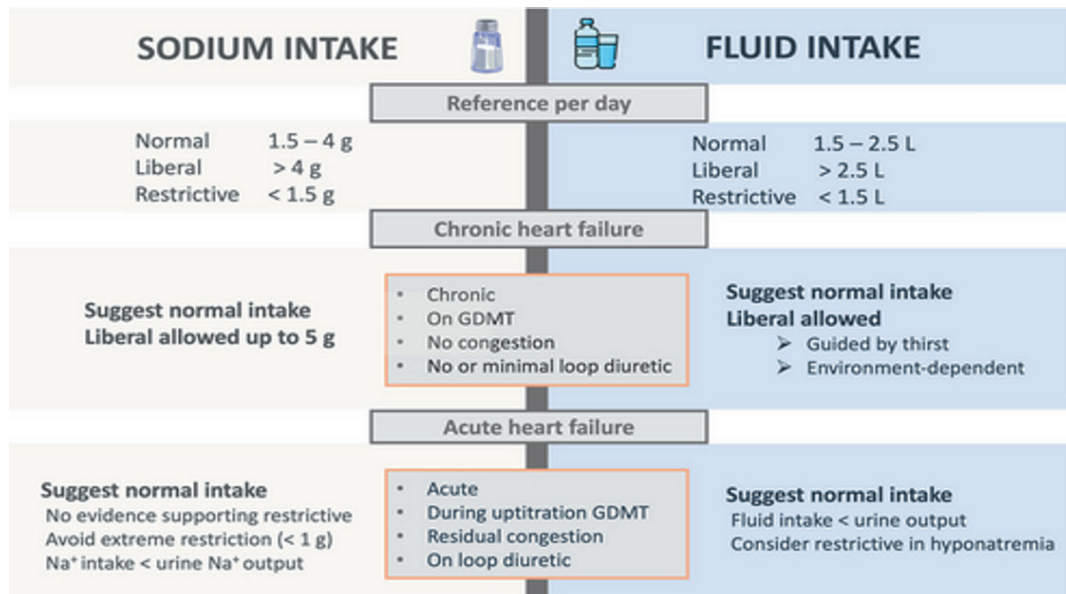 SODIUM INTAKE
FLUID INTAKE
Reference per day
Normal 1.5 – 4 g
Liberal > 4 g
Restrictive < 1.5 g
Normal 1.5 – 2.5 L
Liberal > 2.5 L
Restrictive < 1.5 L
Chronic heart failure
Suggest normal intake
Liberal allowed up to 5 g
• Chronic
• On GDMT
• No congestion
• No or minimal loop diuretic
Suggest normal intake
Liberal allowed
➢ Guided by thirst
➢ Environment-dependent
Acute heart failure
Suggest normal intake
No evidence supporting restrictive
Avoid extreme restriction (< 1 g)
Na⁺ intake < urine Na⁺ output
• Acute
• During uptitration GDMT
• Residual congestion
• On loop diuretic
Suggest normal intake
Fluid intake < urine output
Consider restrictive in hyponatremia